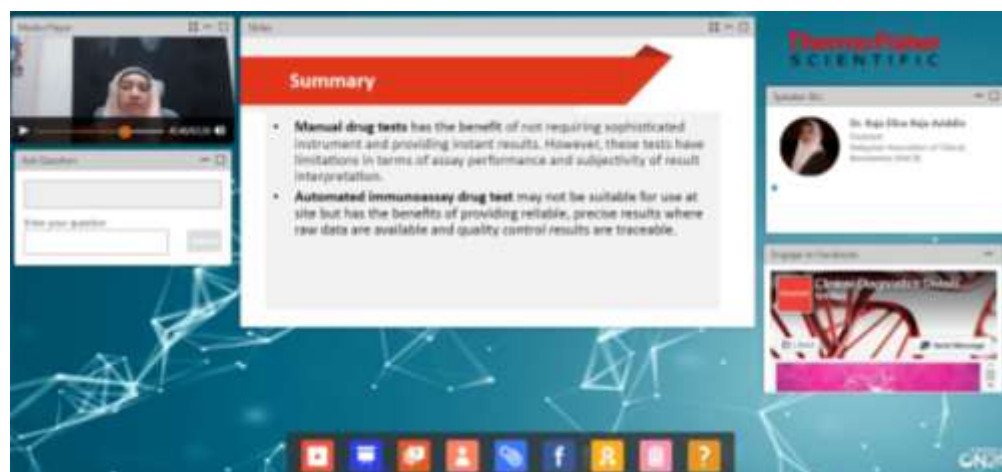 Media Player
Slides
Summary
• Manual drug tests has the benefit of not requiring sophisticated
instrument and providing instant results. However, these tests have
limitations in terms of assay performance and subjectivity of result
interpretation.
• Automated immunoassay drug test may not be suitable for use at
site but has the benefits of providing reliable, precise results where
raw data are available and quality control results are traceable.
Ask Question
Enter your question
ThermoFisher
SCIENTIFIC
Speaker Bio
Engage on Facebook
Send Message
f
?
ON24